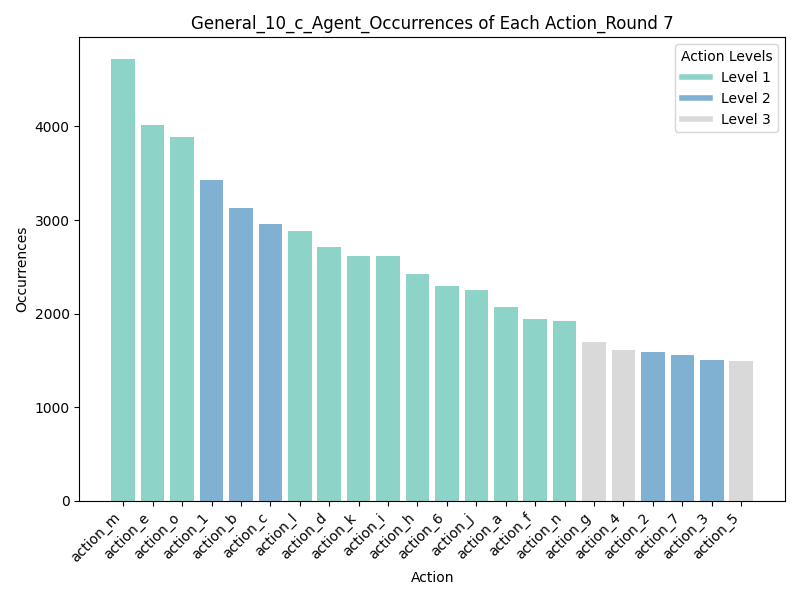 General_10_c_Agent_Occurrences of Each Action_Round 7
Action Levels
Level 1
Level 2
Level 3
Occurrences
4000
3000
2000
1000
0
action_m
action_e
action_o
action_1
action_b
action_c
action_l
action_d
action_k
action_i
action_h
action_6
action_j
action_a
action_f
action_n
action_g
action_4
action_2
action_7
action_3
action_5
Action